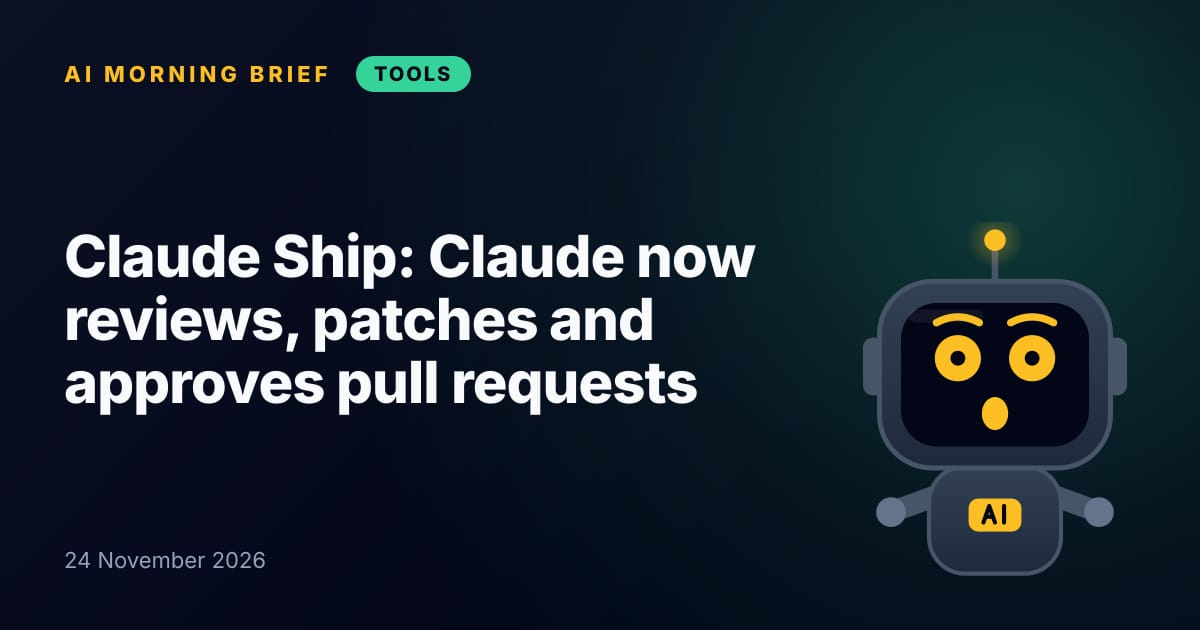 AI MORNING BRIEF
TOOLS
Claude Ship: Claude now
reviews, patches and
approves pull requests
AI
24 November 2026